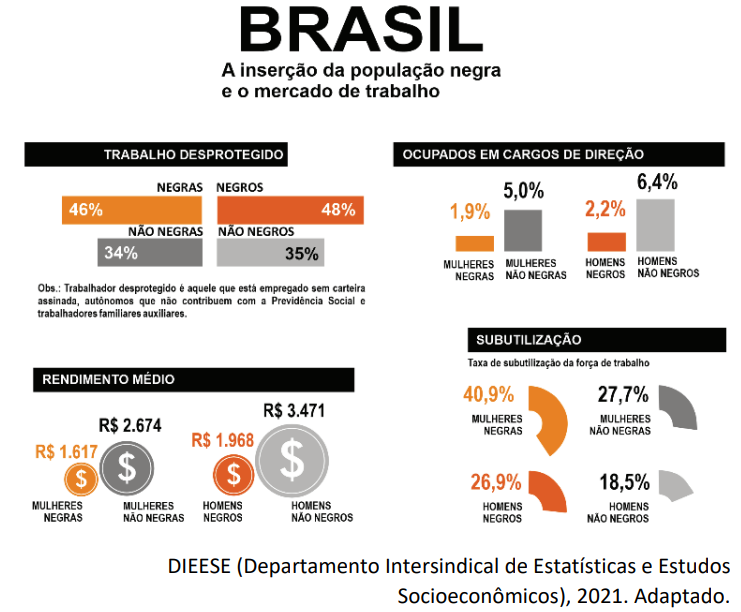 BRASIL
A inserção da população negra
e o mercado de trabalho
TRABALHO DESPROTEGIDO
NEGRAS NEGROS
46% 48%
NÃO NEGRAS NÃO NEGROS
34% 35%
Obs.: Trabalhador desprotegido é aquele que está empregado sem carteira
assinada, autônomos que não contribuem com a Previdência Social e
trabalhadores familiares auxiliares.
OCUPADOS EM CARGOS DE DIREÇÃO
1,9% 5,0% 2,2% 6,4%
MULHERES MULHERES HOMENS HOMENS
NEGRAS NÃO NEGRAS NEGROS NÃO NEGROS
RENDIMENTO MÉDIO
R$ 1.617 R$ 2.674 R$ 1.968 R$ 3.471
$ $ $ $
MULHERES MULHERES HOMENS HOMENS
NEGRAS NÃO NEGRAS NEGROS NÃO NEGROS
SUBUTILIZAÇÃO
Taxa de subutilização da força de trabalho
40,9% 27,7%
MULHERES MULHERES
NEGRAS NÃO NEGRAS
26,9% 18,5%
HOMENS HOMENS
NEGROS NÃO NEGROS
DIEESE (Departamento Intersindical de Estatísticas e Estudos
Socioeconômicos), 2021. Adaptado.